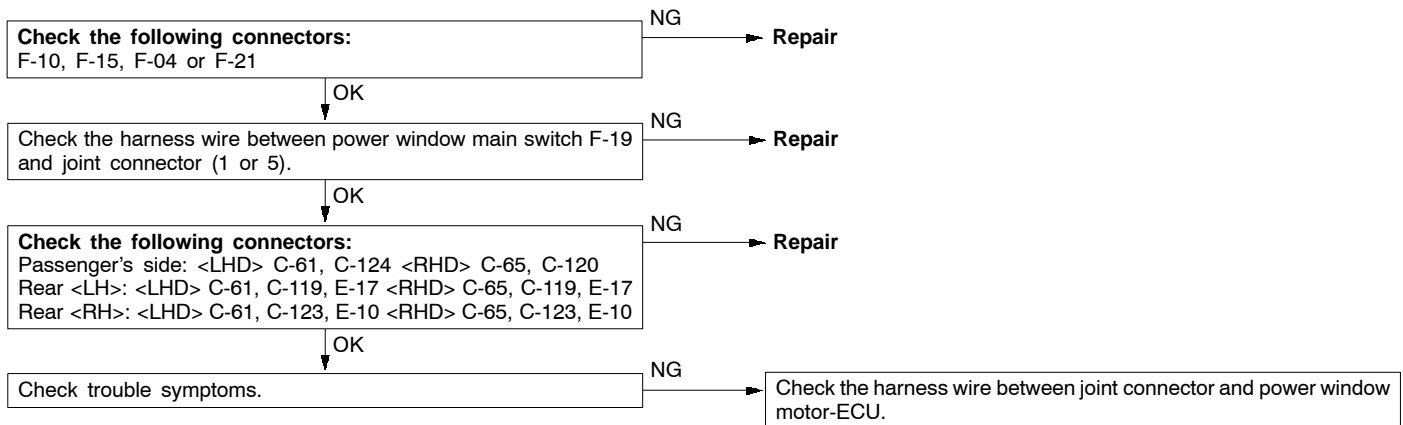 Check the following connectors:
F-10, F-15, F-04 or F-21
NG
Repair
OK
Check the harness wire between power window main switch F-19
and joint connector (1 or 5).
NG
Repair
OK
Check the following connectors:
Passenger's side: <LHD> C-61, C-124 <RHD> C-65, C-120
Rear <LH>: <LHD> C-61, C-119, E-17 <RHD> C-65, C-119, E-17
Rear <RH>: <LHD> C-61, C-123, E-10 <RHD> C-65, C-123, E-10
NG
Repair
OK
Check trouble symptoms.
NG
Check the harness wire between joint connector and power window
motor-ECU.